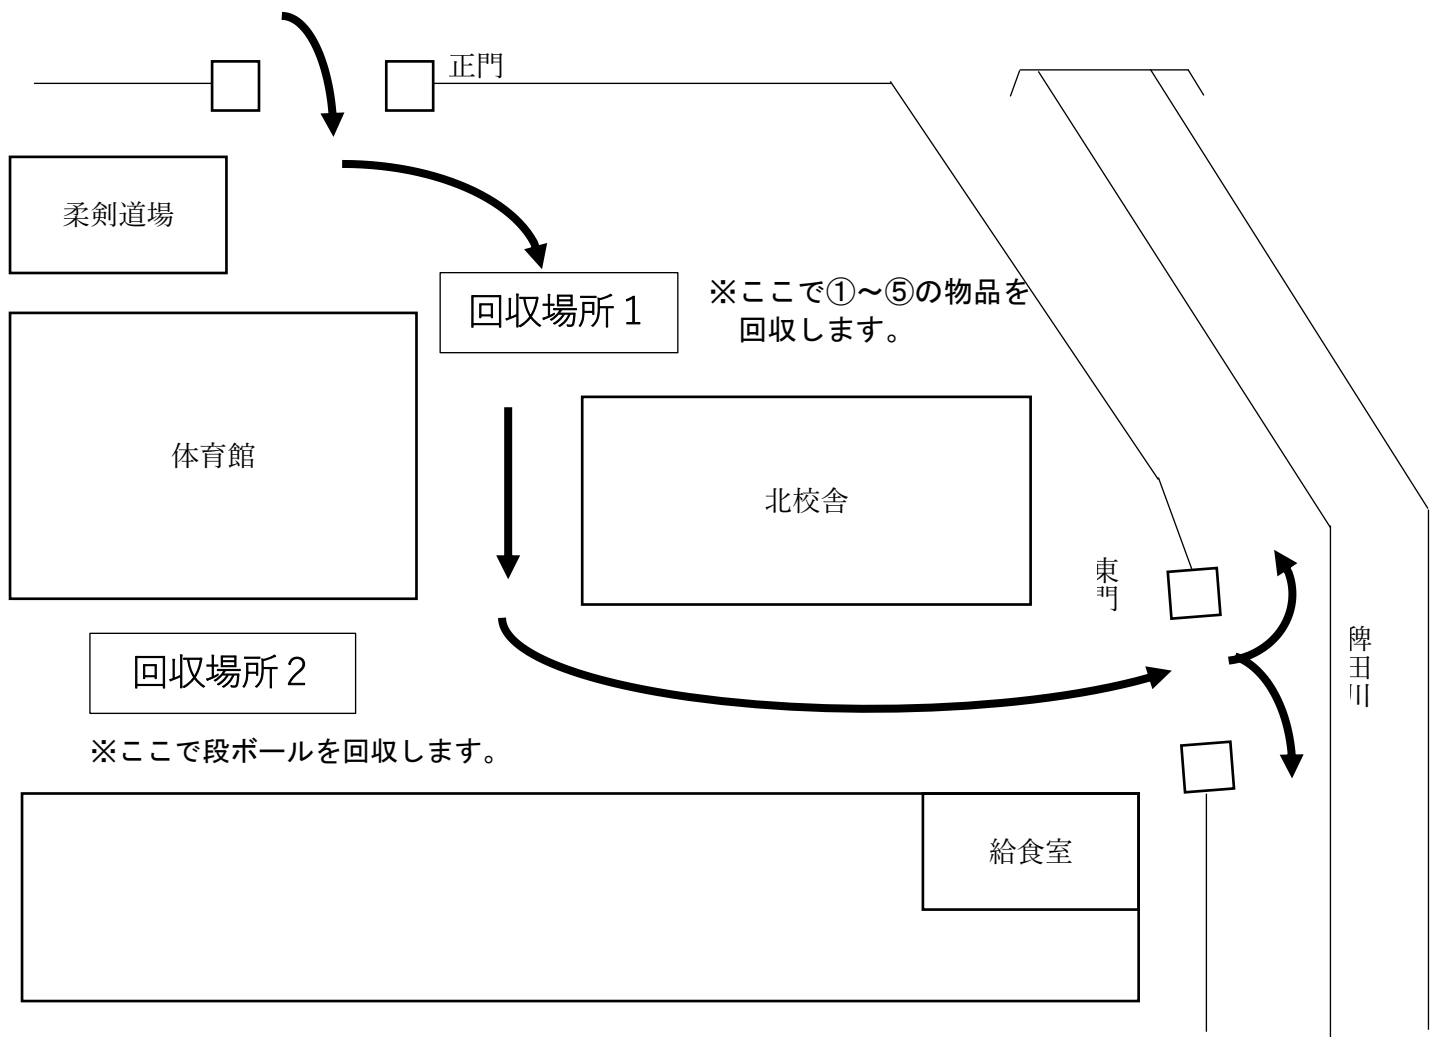 正門
柔剣道場
回収場所１
※ここで①～⑤の物品を
回収します。
体育館
北校舎
東門
稗田川
回収場所２
※ここで段ボールを回収します。
給食室